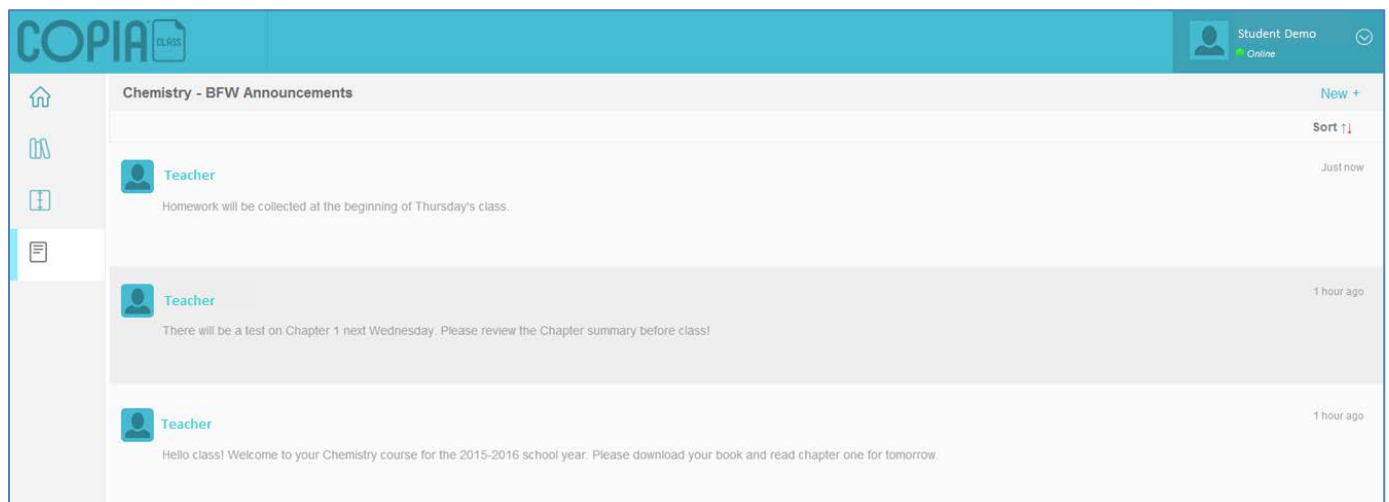 COPIA CLASS
Student Demo
Online
Chemistry - BFW Announcements
New +
Sort ↑↓
Teacher
Just now
Homework will be collected at the beginning of Thursday's class.
Teacher
1 hour ago
There will be a test on Chapter 1 next Wednesday. Please review the Chapter summary before class!
Teacher
1 hour ago
Hello class! Welcome to your Chemistry course for the 2015-2016 school year. Please download your book and read chapter one for tomorrow.